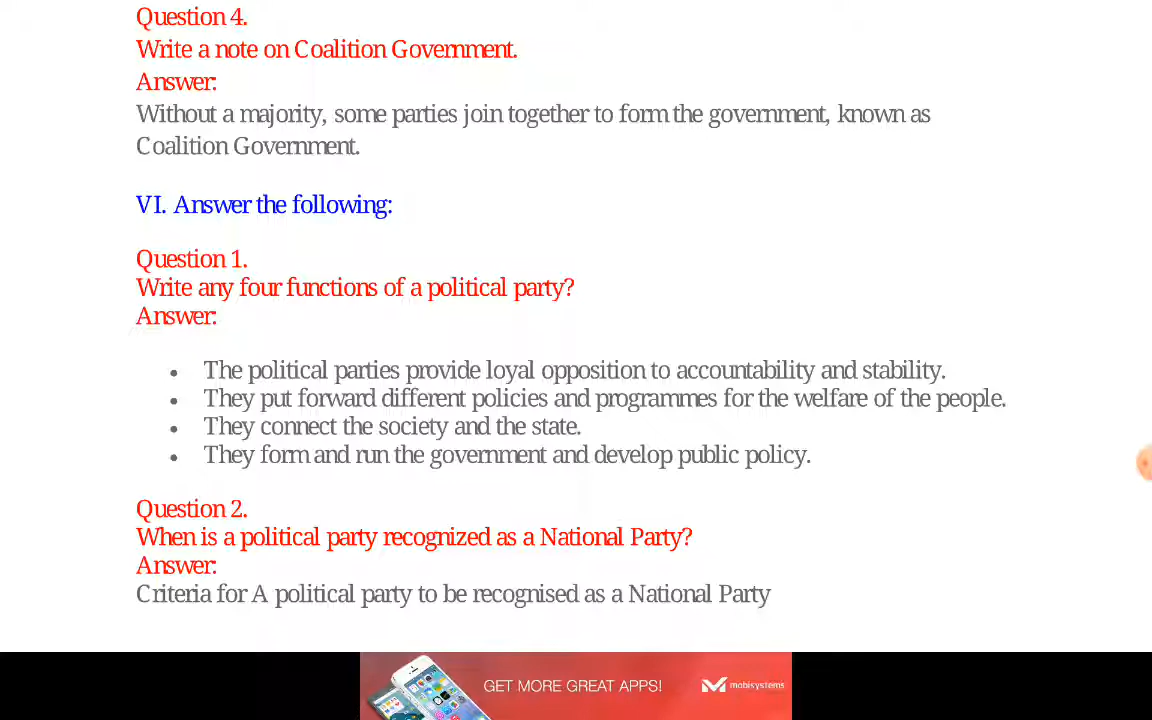 Question 4.
Write a note on Coalition Government.
Answer:
Without a majority, some parties join together to form the government, known as
Coalition Government.
VI. Answer the following:
Question 1.
Write any four functions of a political party?
Answer:
• The political parties provide loyal opposition to accountability and stability.
• They put forward different policies and programmes for the welfare of the people.
• They connect the society and the state.
• They form and run the government and develop public policy.
Question 2.
When is a political party recognized as a National Party?
Answer:
Criteria for A political party to be recognised as a National Party
GET MORE GREAT APPS!
mobisystems